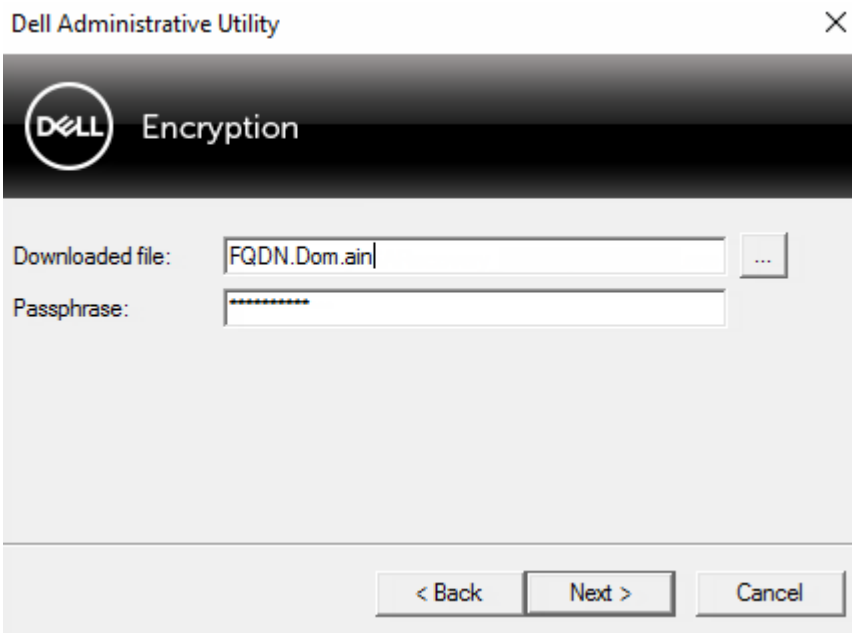 Dell Administrative Utility
DELL Encryption
Downloaded file: FQDN.Dom.ain ...
Passphrase: **********
< Back Next > Cancel